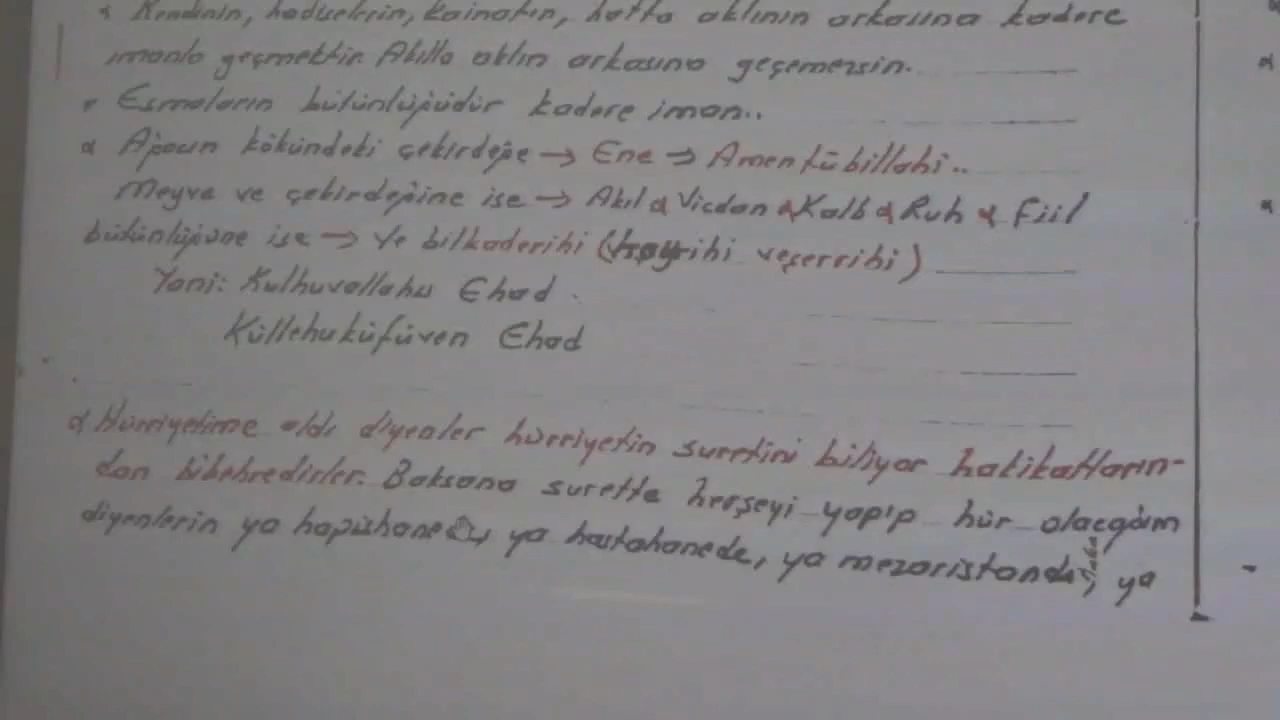 α Kendinin, hadiselerin, kainatın, hatta aklının arkasına kadere
imanla geçmektir. Akılla aklın arkasına geçemezsin.
• Esmaların bütünlüğüdür kadere iman..
α Ağacın kökündeki çekirdeğe → Ene → Amentübillahi..
Meyve ve çekirdeğine ise → Akıl α Vicdan α Kalb α Ruh α Fiil
bütünlüğüne ise → Ve bilkaderihi (hayrihi veşerrihi)
Yani: Kulhuvallahu Ehad.
Küllehuküfüven Ehad
α Hürriyetime aldı diyenler hürriyetin suretini biliyor hakikatların-
dan bibehredirler. Baksana surette herşeyi yapıp hür olacğım
diyenlerin ya hapishanede, ya hastahanede, ya mezaristanda, ya